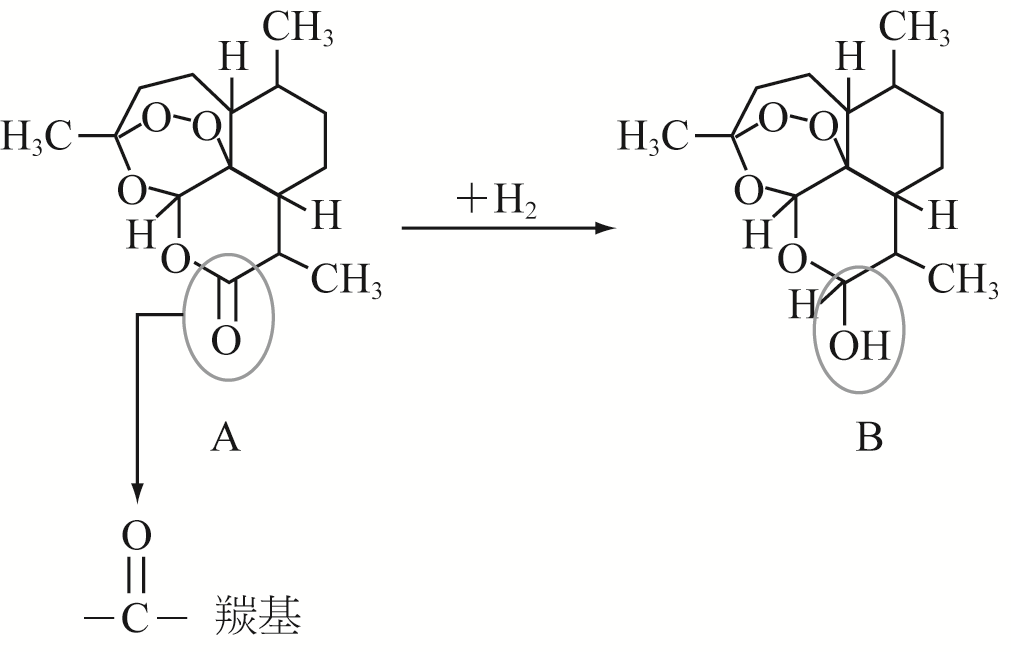 CH₃ CH₃
H H
H₃C O O H₃C O O
O O
+H₂
H H H H
O CH₃ O CH₃
H
O OH
A B
O
—C— 羰基